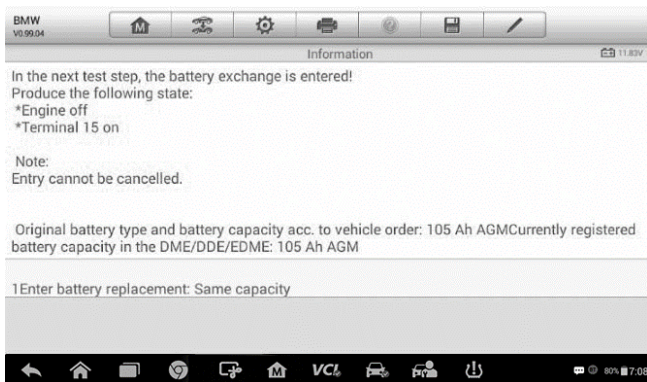 BMW
V0.99.04
Information
11.83V
In the next test step, the battery exchange is entered!
Produce the following state:
*Engine off
*Terminal 15 on
Note:
Entry cannot be cancelled.
Original battery type and battery capacity acc. to vehicle order: 105 Ah AGMCurrently registered
battery capacity in the DME/DDE/EDME: 105 Ah AGM
1Enter battery replacement: Same capacity
VCI
80% 7:08